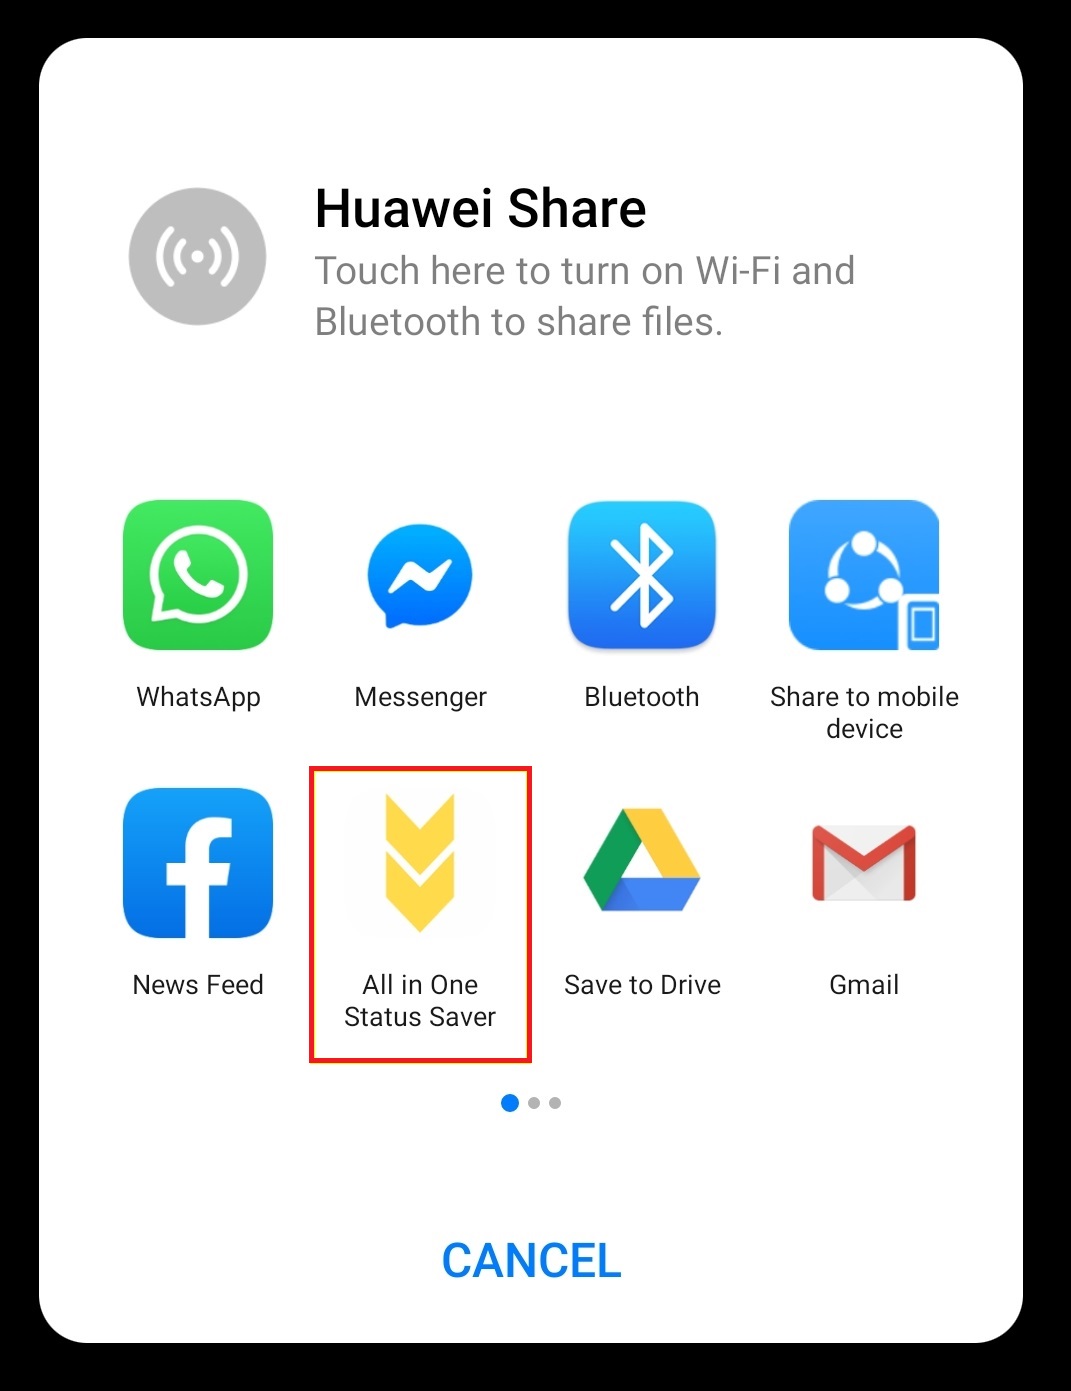 Huawei Share
Touch here to turn on Wi-Fi and
Bluetooth to share files.
WhatsApp
Messenger
Bluetooth
Share to mobile
device
News Feed
All in One
Status Saver
Save to Drive
Gmail
CANCEL